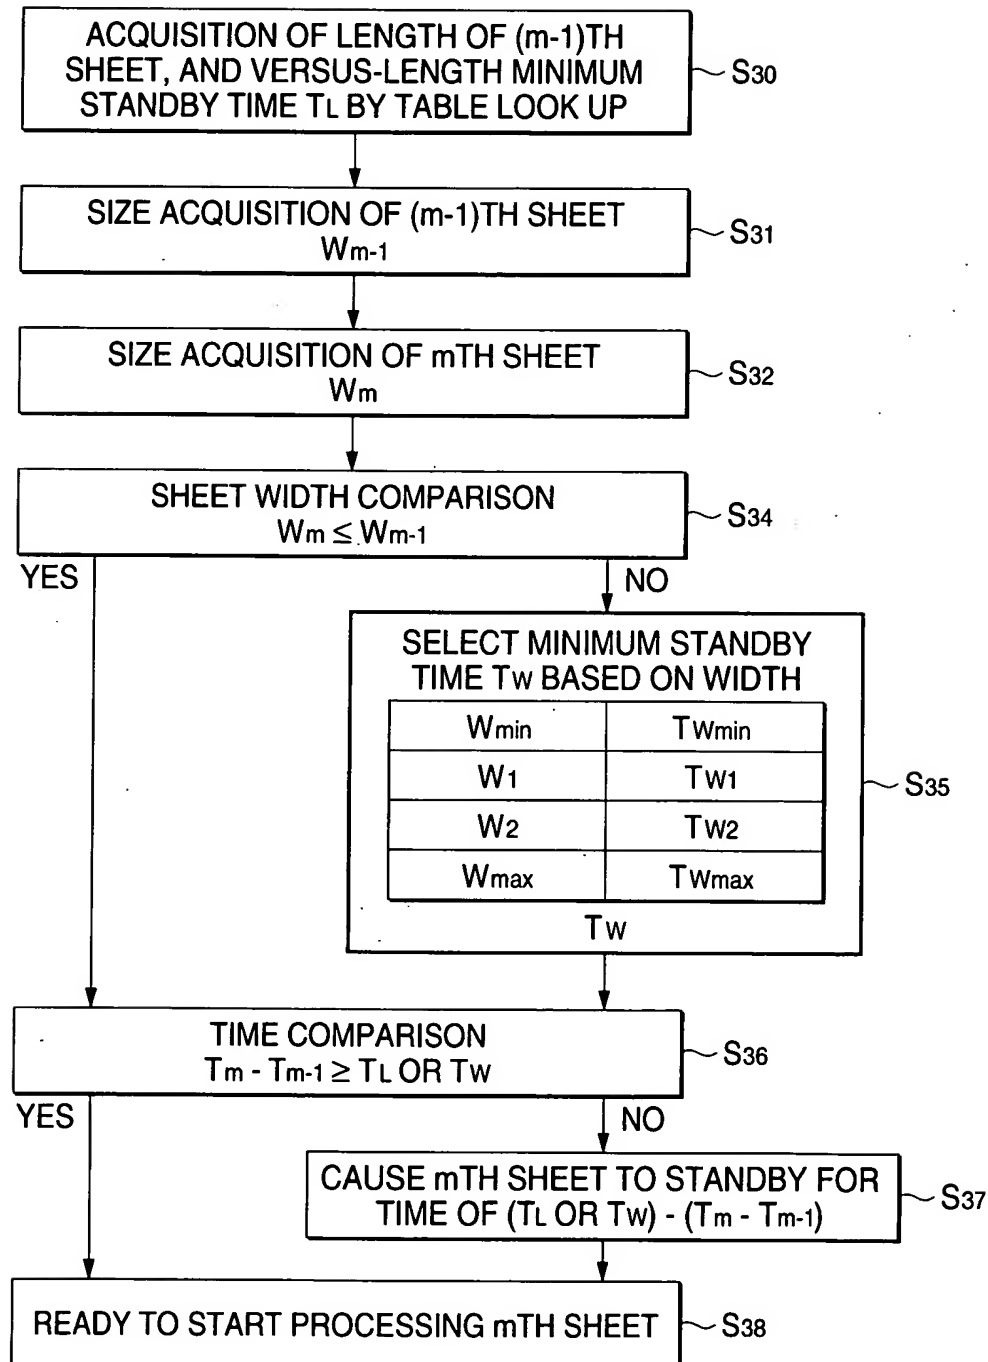 ACQUISITION OF LENGTH OF (m-1)TH
SHEET, AND VERSUS-LENGTH MINIMUM
STANDBY TIME TL BY TABLE LOOK UP
S30
SIZE ACQUISITION OF (m-1)TH SHEET
Wm-1
S31
SIZE ACQUISITION OF mTH SHEET
Wm
S32
SHEET WIDTH COMPARISON
Wm ≤ Wm-1
S34
YES
NO
SELECT MINIMUM STANDBY
TIME TW BASED ON WIDTH
Wmin TWmin
W1 TW1
W2 TW2
Wmax TWmax
TW
S35
TIME COMPARISON
Tm - Tm-1 ≥ TL OR TW
S36
YES
NO
CAUSE mTH SHEET TO STANDBY FOR
TIME OF (TL OR TW) - (Tm - Tm-1)
S37
READY TO START PROCESSING mTH SHEET
S38